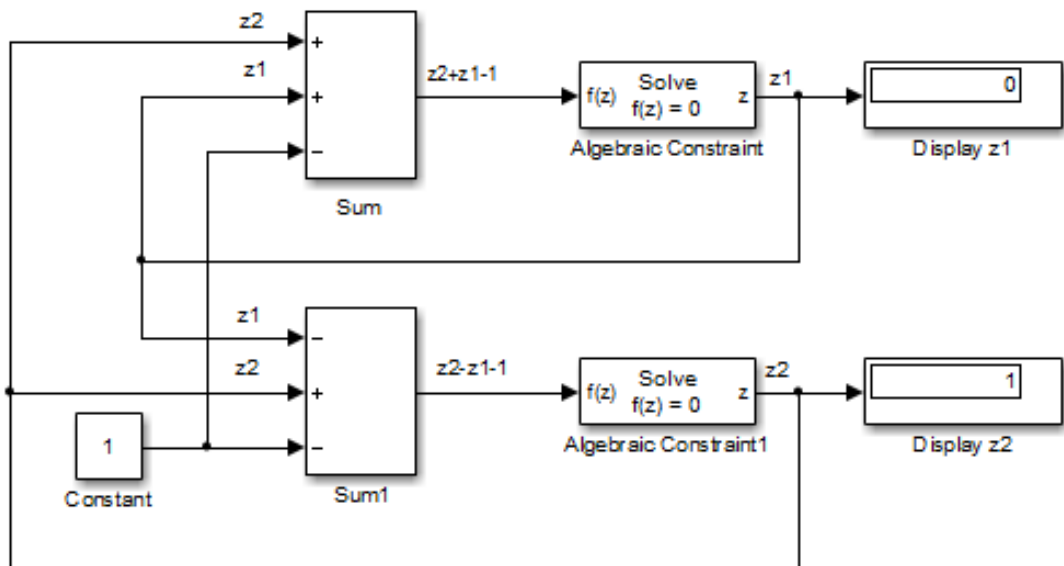 z2
+
z1
+
−
Sum
z2+z1-1
f(z)
Solve
f(z) = 0
z
Algebraic Constraint
z1
0
Display z1
z1
−
z2
+
−
Sum1
1
Constant
z2-z1-1
f(z)
Solve
f(z) = 0
z
Algebraic Constraint1
z2
1
Display z2